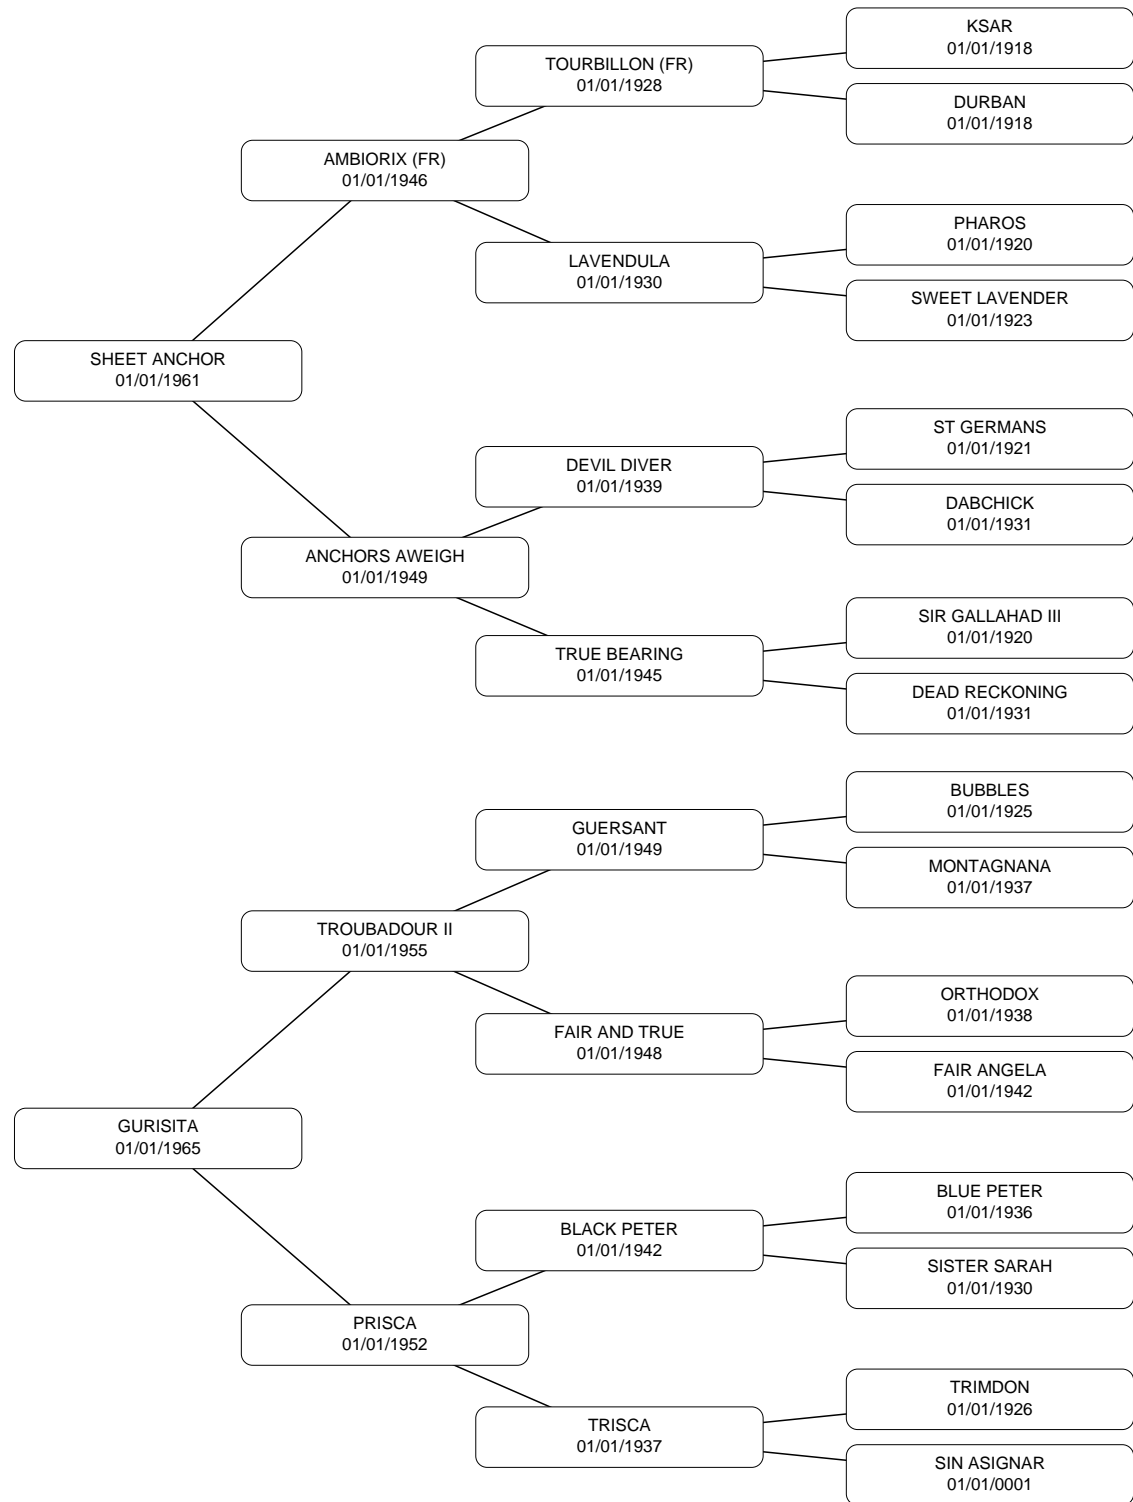 KSAR
01/01/1918
TOURBILLON (FR)
01/01/1928
DURBAN
01/01/1918
AMBIORIX (FR)
01/01/1946
PHAROS
01/01/1920
LAVENDULA
01/01/1930
SWEET LAVENDER
01/01/1923
SHEET ANCHOR
01/01/1961
ST GERMANS
01/01/1921
DEVIL DIVER
01/01/1939
DABCHICK
01/01/1931
ANCHORS AWEIGH
01/01/1949
SIR GALLAHAD III
01/01/1920
TRUE BEARING
01/01/1945
DEAD RECKONING
01/01/1931
BUBBLES
01/01/1925
GUERSANT
01/01/1949
MONTAGNANA
01/01/1937
TROUBADOUR II
01/01/1955
ORTHODOX
01/01/1938
FAIR AND TRUE
01/01/1948
FAIR ANGELA
01/01/1942
GURISITA
01/01/1965
BLUE PETER
01/01/1936
BLACK PETER
01/01/1942
SISTER SARAH
01/01/1930
PRISCA
01/01/1952
TRIMDON
01/01/1926
TRISCA
01/01/1937
SIN ASIGNAR
01/01/0001